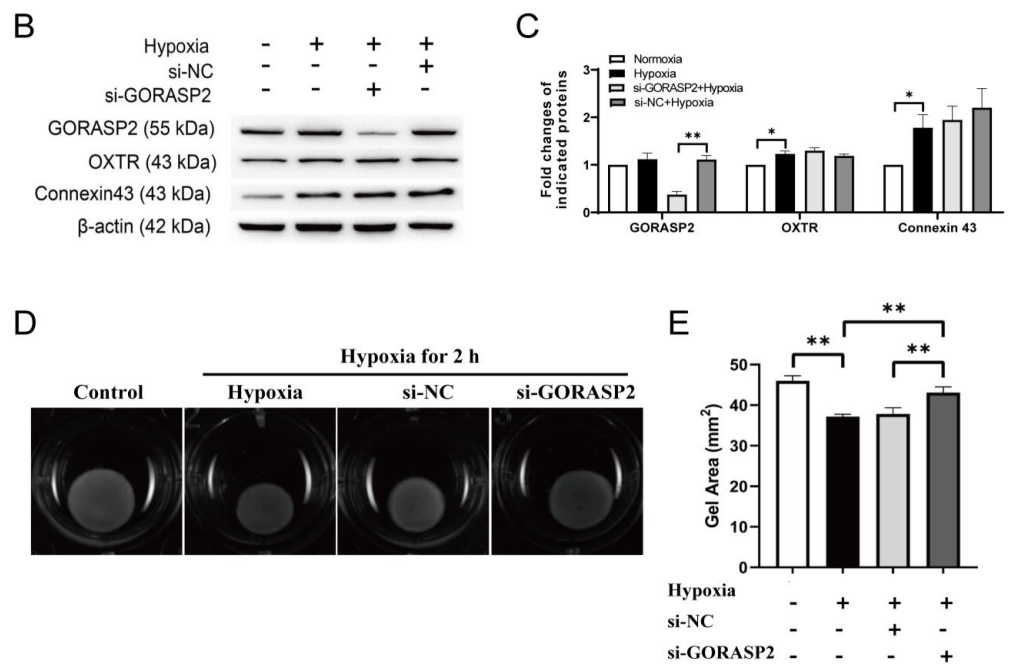 B
Hypoxia - + + +
si-NC - - - +
si-GORASP2 - - + -
GORASP2 (55 kDa)
OXTR (43 kDa)
Connexin43 (43 kDa)
β-actin (42 kDa)
C
Normoxia
Hypoxia
si-GORASP2+Hypoxia
si-NC+Hypoxia
Fold changes of
indicated proteins
3
2
1
0
**
*
*
GORASP2 OXTR Connexin 43
D
Hypoxia for 2 h
Control Hypoxia si-NC si-GORASP2
E
**
** **
Gel Area (mm²)
50
40
30
20
10
0
Hypoxia - + + +
si-NC - - + -
si-GORASP2 - - - +